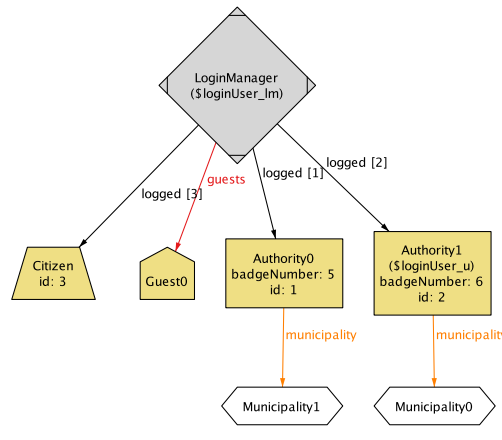 LoginManager
($loginUser_lm)
logged [2]
logged [1]
guests
logged [3]
Citizen
id: 3
Guest0
Authority0
badgeNumber: 5
id: 1
Authority1
($loginUser_u)
badgeNumber: 6
id: 2
municipality
municipality
Municipality1
Municipality0